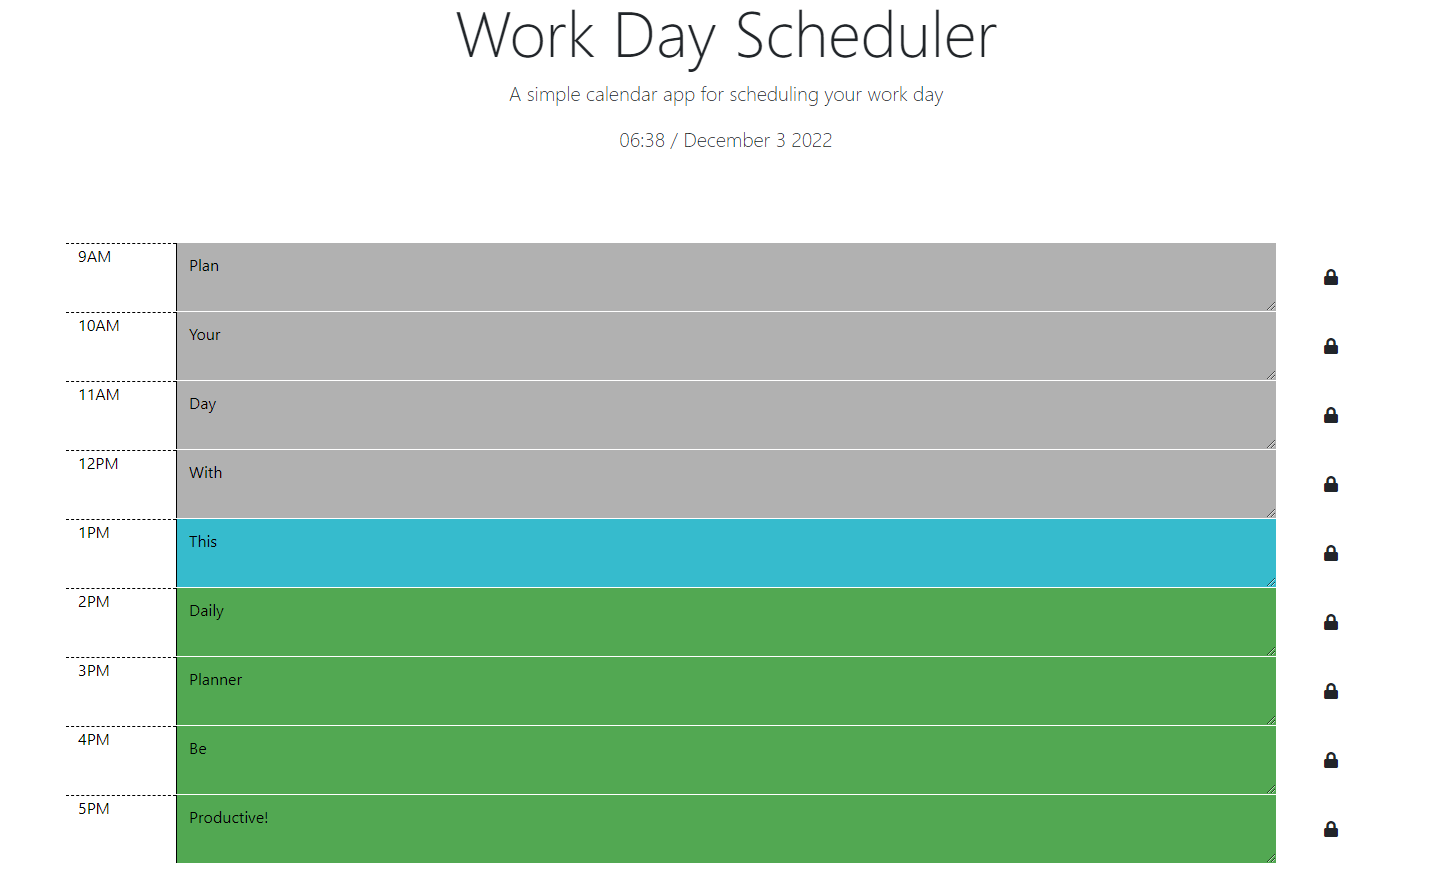 Work Day Scheduler
A simple calendar app for scheduling your work day
06:38 / December 3 2022
9AM Plan
10AM Your
11AM Day
12PM With
1PM This
2PM Daily
3PM Planner
4PM Be
5PM Productive!